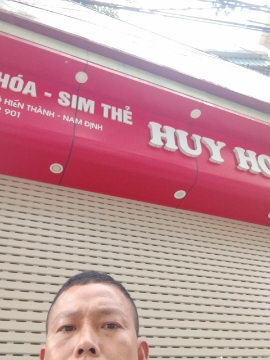 HÓA - SIM THẺ
HIẾN THÀNH - NAM ĐỊNH
901
HUY HO